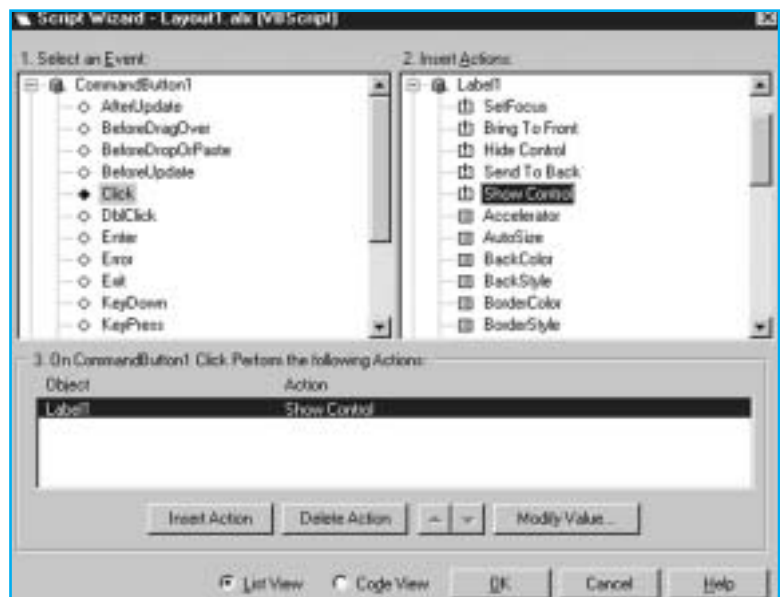 Script Wizard - Layout1.alx (VBScript)
1. Select an Event:
CommandButton1
AfterUpdate
BeforeDragOver
BeforeDropOrPaste
BeforeUpdate
Click
DblClick
Enter
Error
Exit
KeyDown
KeyPress
2. Insert Actions:
Label1
SetFocus
Bring To Front
Hide Control
Send To Back
Show Control
Accelerator
AutoSize
BackColor
BackStyle
BorderColor
BorderStyle
3. On CommandButton1 Click Perform the following Actions:
Object Action
Label1 Show Control
Insert Action Delete Action Modify Value...
List View Code View OK Cancel Help